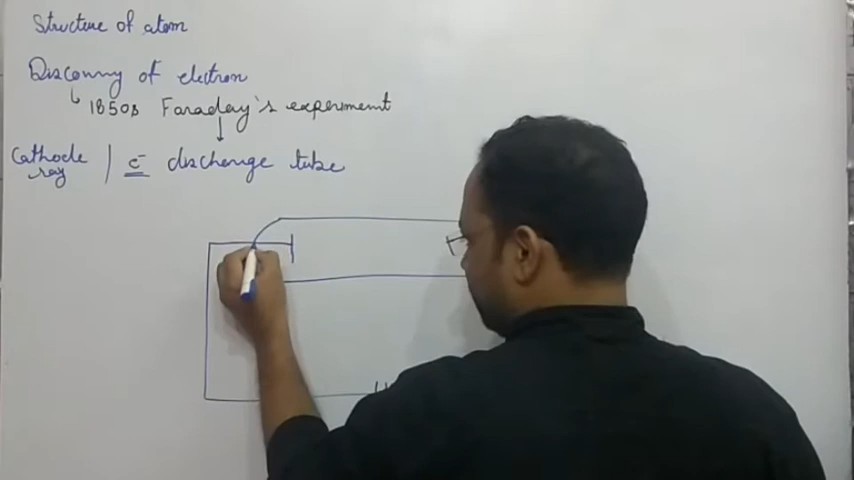 Structure of atom
Discovery of electron
1850s Faraday's experiment
Cathode ray | e⁻ discharge tube